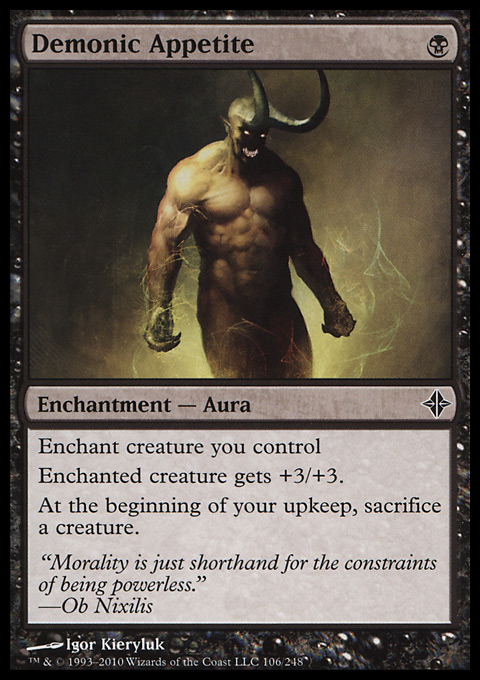 Demonic Appetite
Enchantment — Aura
Enchant creature you control
Enchanted creature gets +3/+3.
At the beginning of your upkeep, sacrifice
a creature.
“Morality is just shorthand for the constraints
of being powerless.”
—Ob Nixilis
Igor Kieryluk
™ & © 1993–2010 Wizards of the Coast LLC 106/248